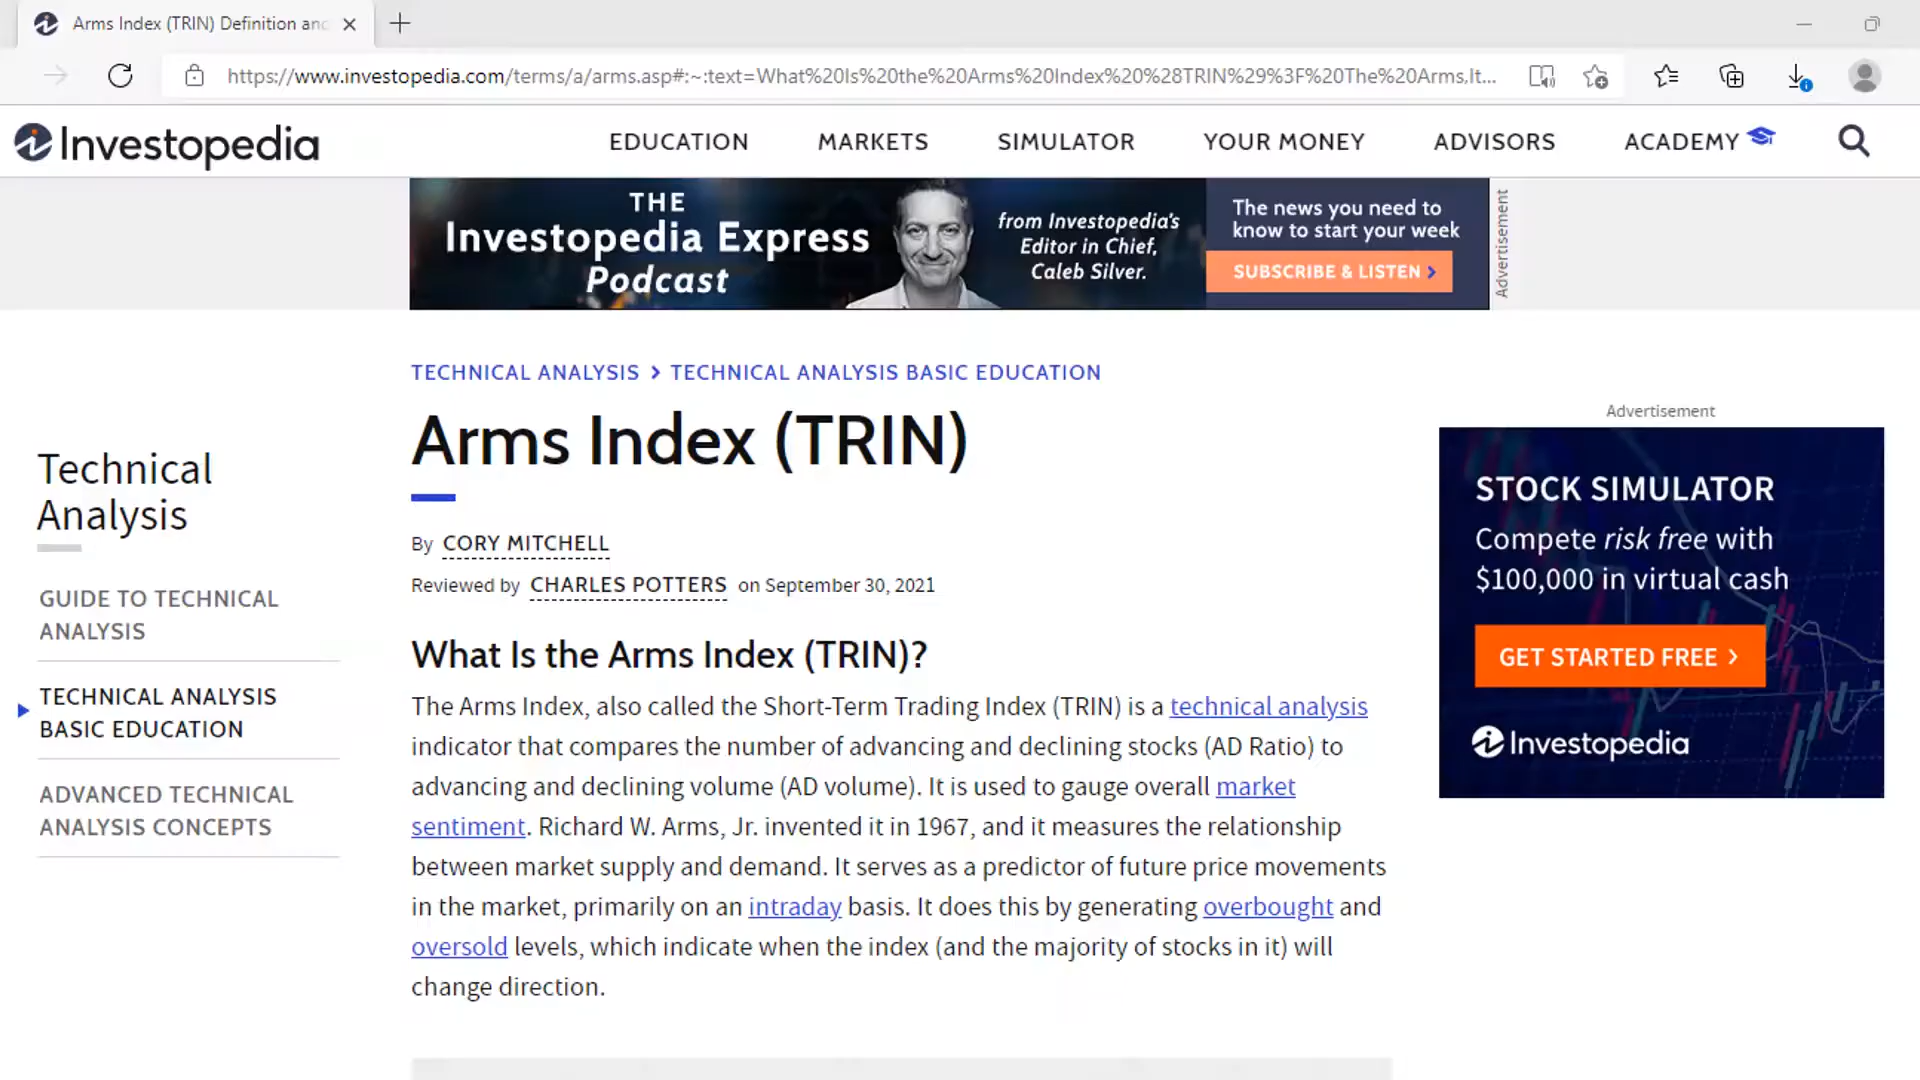 Arms Index (TRIN) Definition and
https://www.investopedia.com/terms/a/arms.asp#:~:text=What%20Is%20the%20Arms%20Index%20%28TRIN%29%3F%20The%20Arms,It...
Investopedia
EDUCATION
MARKETS
SIMULATOR
YOUR MONEY
ADVISORS
ACADEMY
THE
Investopedia Express
Podcast
from Investopedia's
Editor in Chief,
Caleb Silver.
The news you need to
know to start your week
SUBSCRIBE & LISTEN >
Advertisement
TECHNICAL ANALYSIS > TECHNICAL ANALYSIS BASIC EDUCATION
Arms Index (TRIN)
By CORY MITCHELL
Reviewed by CHARLES POTTERS on September 30, 2021
Technical
Analysis
GUIDE TO TECHNICAL
ANALYSIS
TECHNICAL ANALYSIS
BASIC EDUCATION
ADVANCED TECHNICAL
ANALYSIS CONCEPTS
What Is the Arms Index (TRIN)?
The Arms Index, also called the Short-Term Trading Index (TRIN) is a technical analysis
indicator that compares the number of advancing and declining stocks (AD Ratio) to
advancing and declining volume (AD volume). It is used to gauge overall market
sentiment. Richard W. Arms, Jr. invented it in 1967, and it measures the relationship
between market supply and demand. It serves as a predictor of future price movements
in the market, primarily on an intraday basis. It does this by generating overbought and
oversold levels, which indicate when the index (and the majority of stocks in it) will
change direction.
Advertisement
STOCK SIMULATOR
Compete risk free with
$100,000 in virtual cash
GET STARTED FREE >
Investopedia